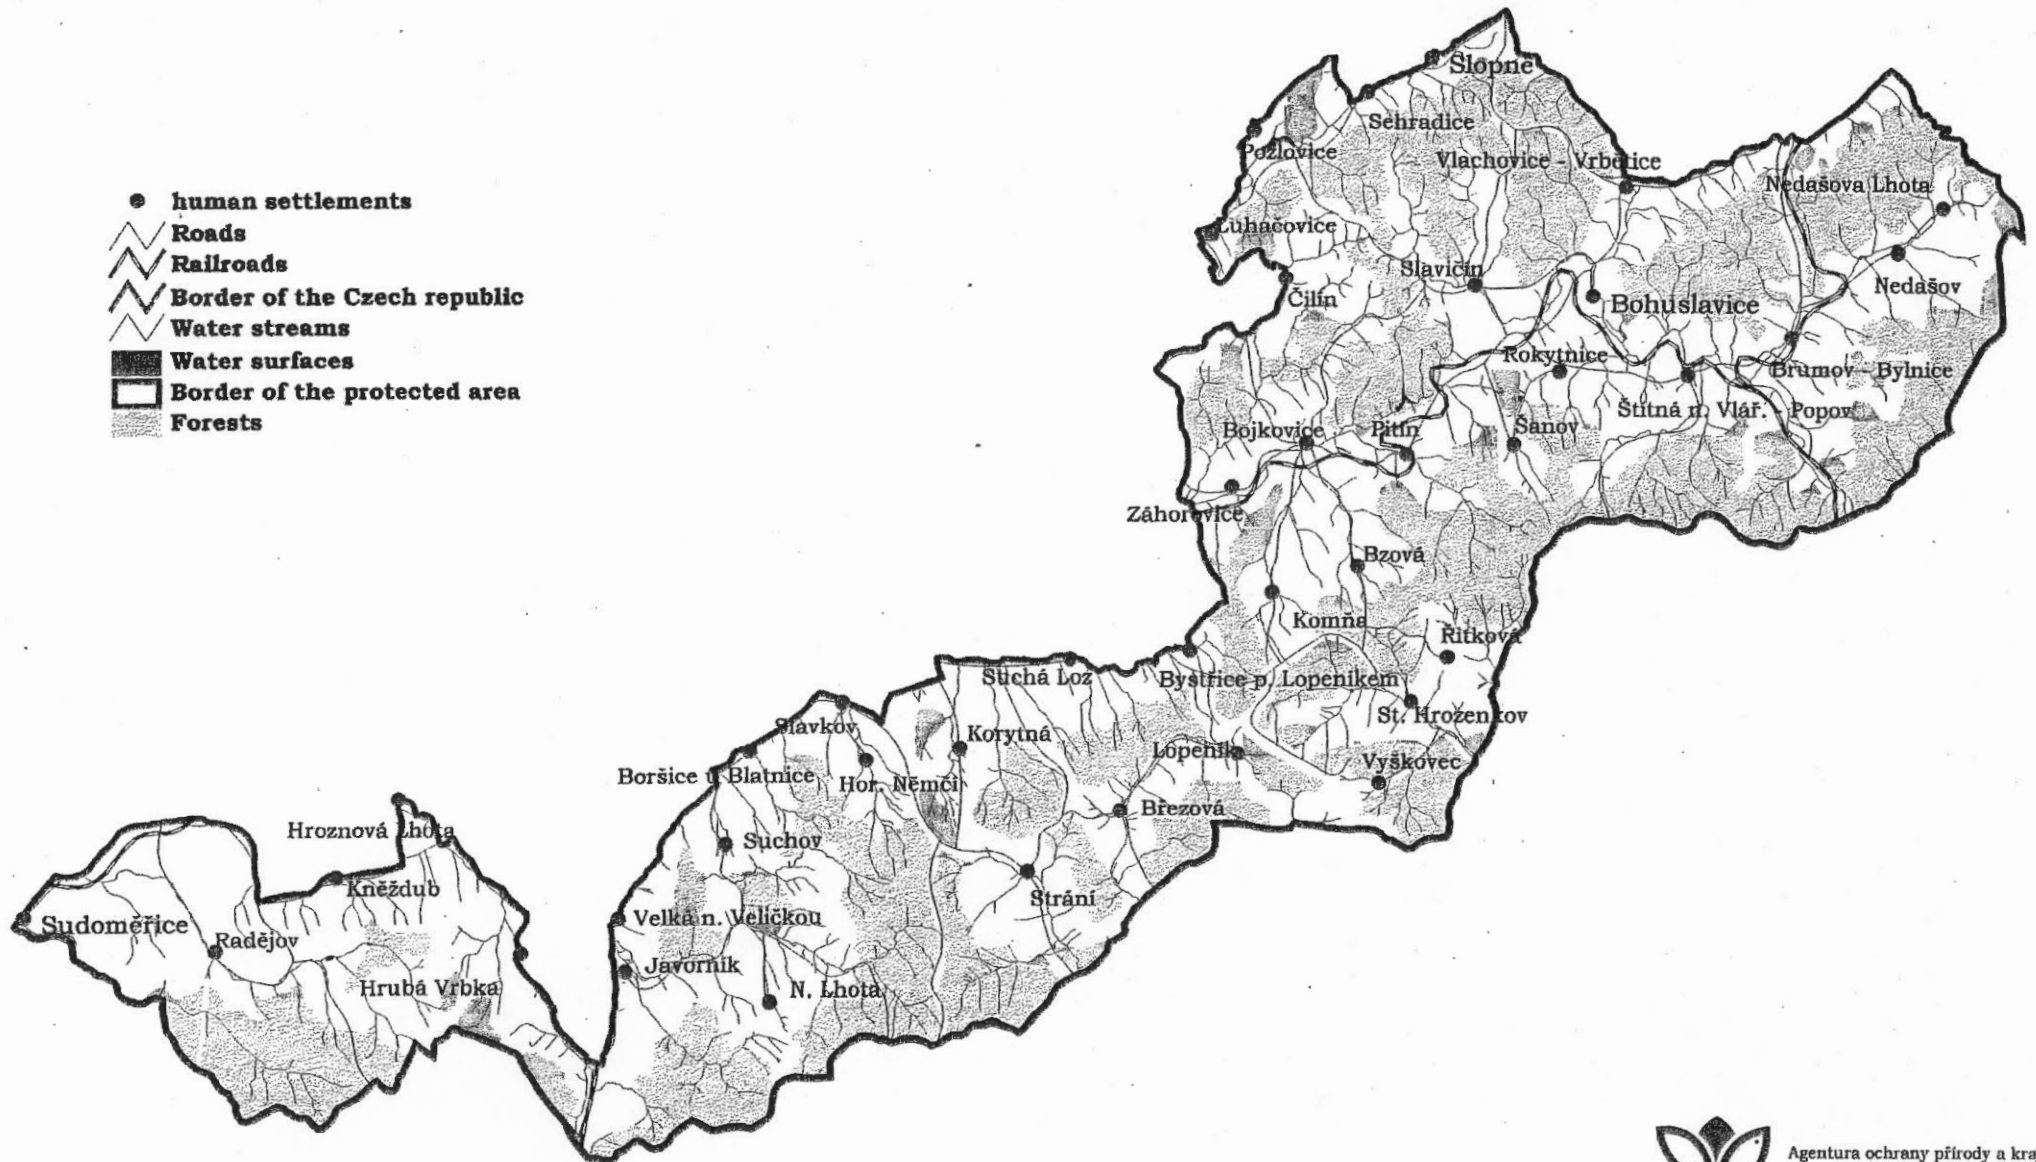 human settlements
Roads
Railroads
Border of the Czech republic
Water streams
Water surfaces
Border of the protected area
Forests
Slopné
Sehradice
Pozlovice
Vlachovice - Vrbětice
Nedašova Lhota
Luhačovice
Slavičín
Nedašov
Čilín
Bohuslavice
Rokytnice
Brumov - Bylnice
Štítná n. Vlář. - Popov
Bojkovice
Pitín
Šanov
Záhorovice
Bzová
Komňa
Řitková
Suchá Loz
Bystřice p. Lopeníkem
St. Hrozenkov
Slavkov
Korytná
Lopeník
Vyškovec
Boršice u Blatnice
Hor. Němčí
Březová
Hroznová Lhota
Suchov
Kněždub
Strání
Sudoměřice
Velká n. Veličkou
Radějov
Javorník
Hrubá Vrbka
N. Lhota
Agentura ochrany přírody a kra